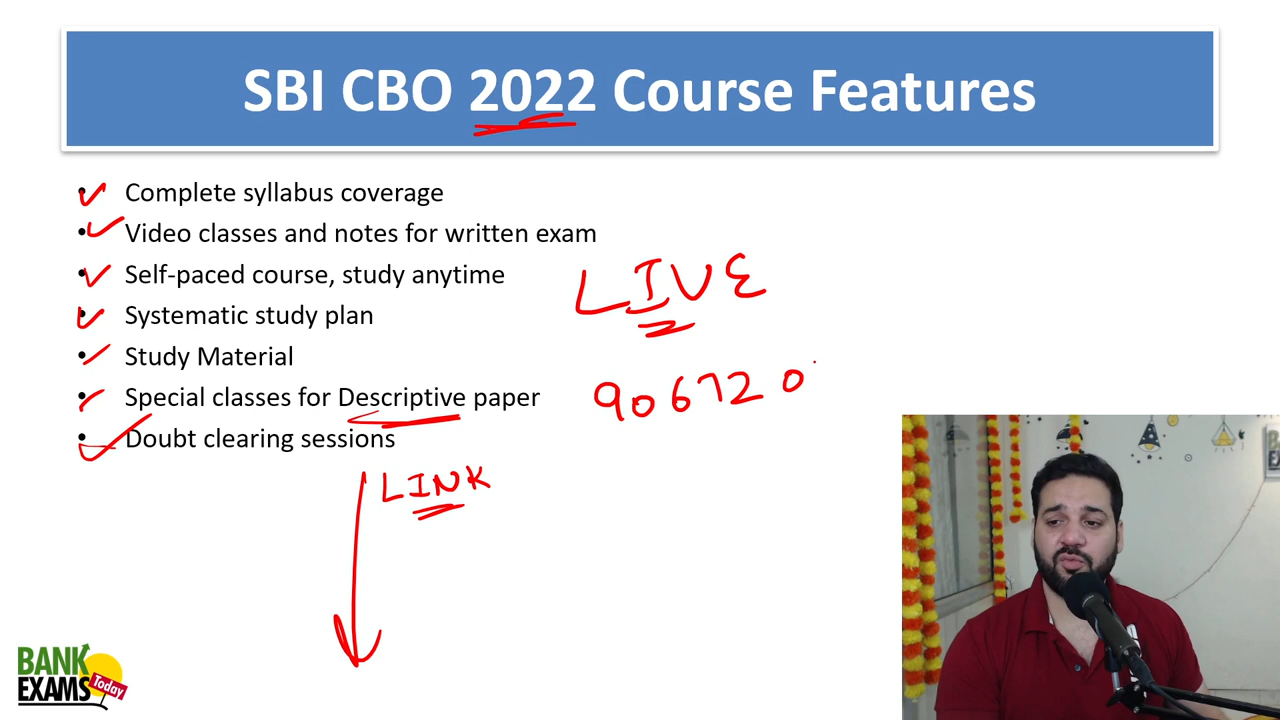 SBI CBO 2022 Course Features
• Complete syllabus coverage
• Video classes and notes for written exam
• Self-paced course, study anytime
LIVE
• Systematic study plan
• Study Material
• Special classes for Descriptive paper
906720
• Doubt clearing sessions
LINK
BANK
EXAMS
Today